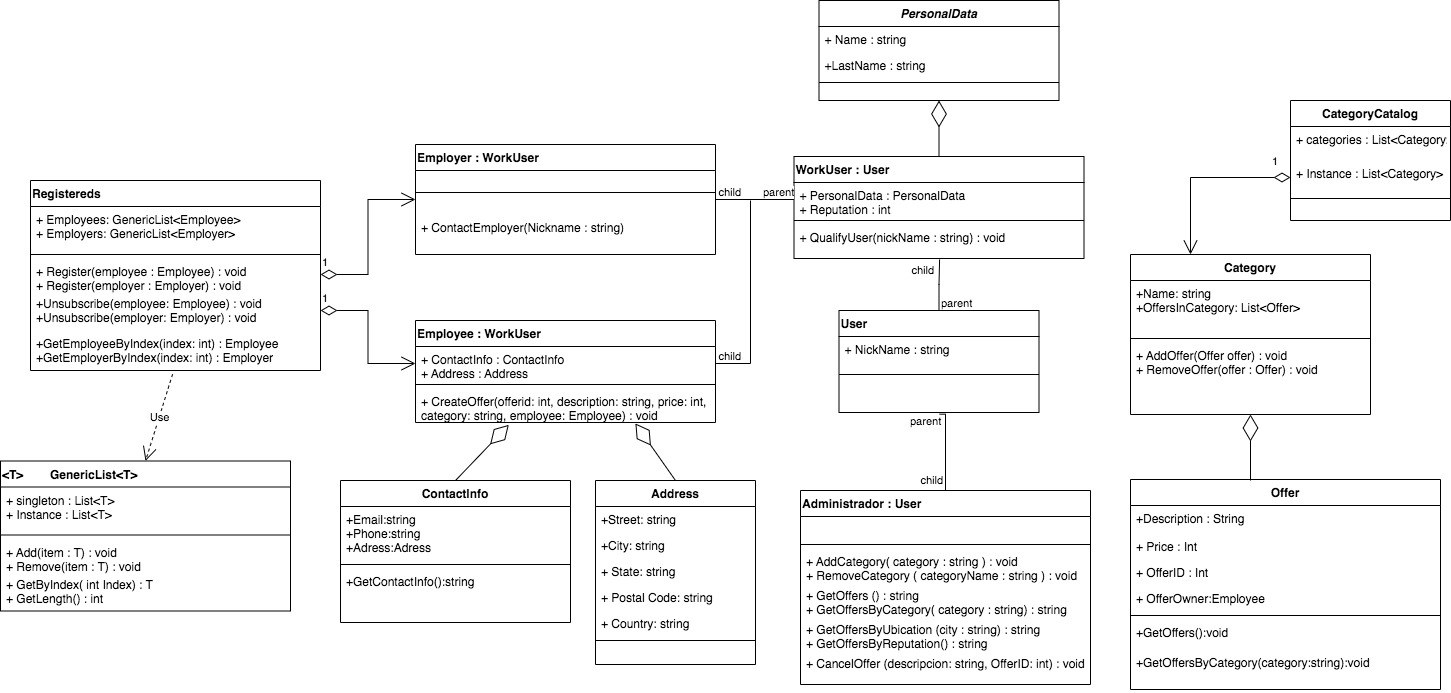 PersonalData
+ Name : string
+LastName : string
CategoryCatalog
+ categories : List<Category
+ Instance : List<Category>
1
Employer : WorkUser
+ ContactEmployer(Nickname : string)
child
parent
WorkUser : User
+ PersonalData : PersonalData
+ Reputation : int
+ QualifyUser(nickName : string) : void
Registereds
+ Employees: GenericList<Employee>
+ Employers: GenericList<Employer>
+ Register(employee : Employee) : void
+ Register(employer : Employer) : void
+Unsubscribe(employee: Employee) : void
+Unsubscribe(employer: Employer) : void
+GetEmployeeByIndex(index: int) : Employee
+GetEmployerByIndex(index: int) : Employer
1
1
child
parent
Category
+Name: string
+OffersInCategory: List<Offer>
+ AddOffer(Offer offer) : void
+ RemoveOffer(offer : Offer) : void
Employee : WorkUser
+ ContactInfo : ContactInfo
+ Address : Address
+ CreateOffer(offerid: int, description: string, price: int,
category: string, employee: Employee) : void
child
User
+ NickName : string
parent
child
Use
<T> GenericList<T>
+ singleton : List<T>
+ Instance : List<T>
+ Add(item : T) : void
+ Remove(item : T) : void
+ GetByIndex( int Index) : T
+ GetLength() : int
ContactInfo
+Email:string
+Phone:string
+Adress:Adress
+GetContactInfo():string
Address
+Street: string
+City: string
+ State: string
+ Postal Code: string
+ Country: string
Administrador : User
+ AddCategory( category : string ) : void
+ RemoveCategory ( categoryName : string ) : void
+ GetOffers () : string
+ GetOffersByCategory( category : string) : string
+ GetOffersByUbication (city : string) : string
+ GetOffersByReputation() : string
+ CancelOffer (descripcion: string, OfferID: int) : void
Offer
+Description : String
+ Price : Int
+ OfferID : Int
+ OfferOwner:Employee
+GetOffers():void
+GetOffersByCategory(category:string):void